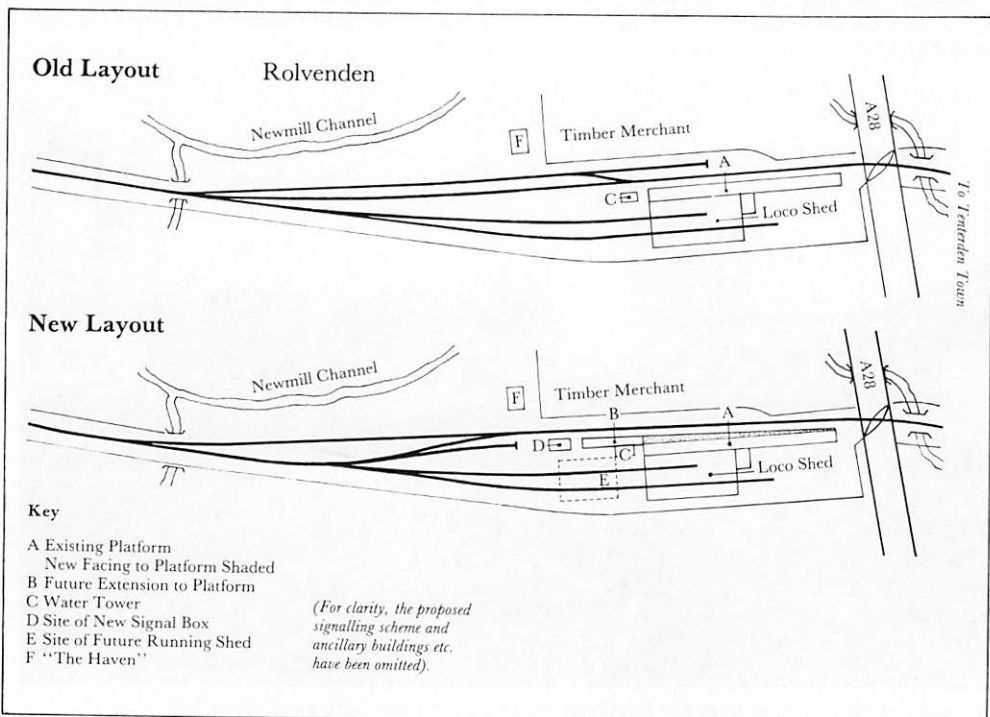 Old Layout
Rolvenden
Newmill Channel
F
Timber Merchant
A28
A
C
Loco Shed
To Tenterden Town
New Layout
Newmill Channel
F
Timber Merchant
A28
B
A
D
C
Loco Shed
E
Key
A Existing Platform
New Facing to Platform Shaded
B Future Extension to Platform
C Water Tower
D Site of New Signal Box
E Site of Future Running Shed
F "The Haven"
(For clarity, the proposed
signalling scheme and
ancillary buildings etc.
have been omitted).